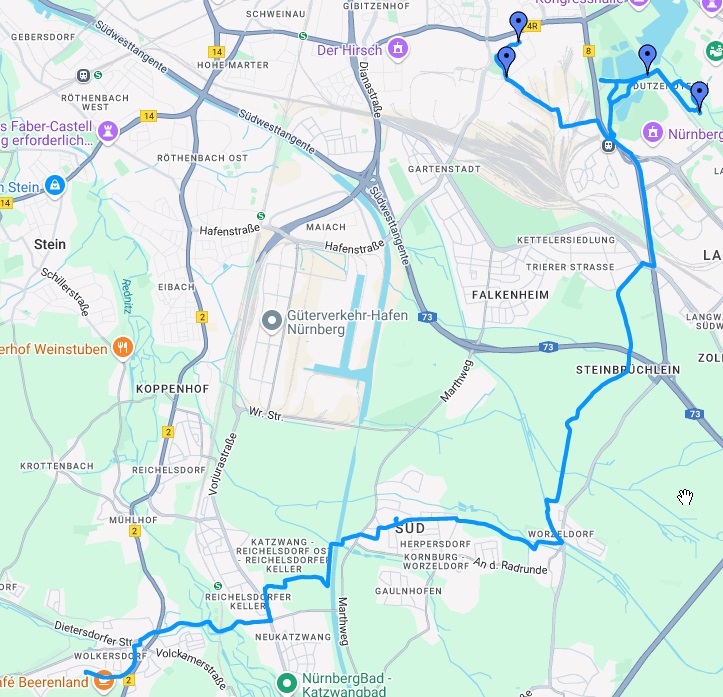 GIBITZENHOF
Kongresshalle
SCHWEINAU
4R
GEBERSDORF
Südwesttangente
14
Der Hirsch
8
HOHE MARTER
Dianastraße
RÖTHENBACH
WEST
DUTZENDTEICH
14
Südwesttangente
s Faber-Castell
g erforderlich...
Nürnberg
RÖTHENBACH OST
GARTENSTADT
n Stein
14
Südwesttangente
MAIACH
Hafenstraße
Stein
Hafenstraße
KETTELERSIEDLUNG
TRIERER STRASSE
Schillerstraße
Rednitz
EIBACH
FALKENHEIM
2
Güterverkehr-Hafen
Nürnberg
73
LANGW
SÜDW
erhof Weinstuben
73
ZOL
STEINBRÜCHLEIN
KOPPENHOF
Marthweg
73
Wr. Str.
2
Vorjurastraße
KROTTENBACH
REICHELSDORF
MÜHLHOF
2
SÜD
WORZELDORF
KATZWANG -
REICHELSDORF OST
- REICHELSDORFER
KELLER
HERPERSDORF
KORNBURG -
WORZELDORF
An d. Radrunde
GAULNHOFEN
REICHELSDORFER
KELLER
Marthweg
Dietersdorfer Str.
NEUKATZWANG
WOLKERSDORF
Volckamerstraße
afé Beerenland
2
NürnbergBad -
Katzwangbad